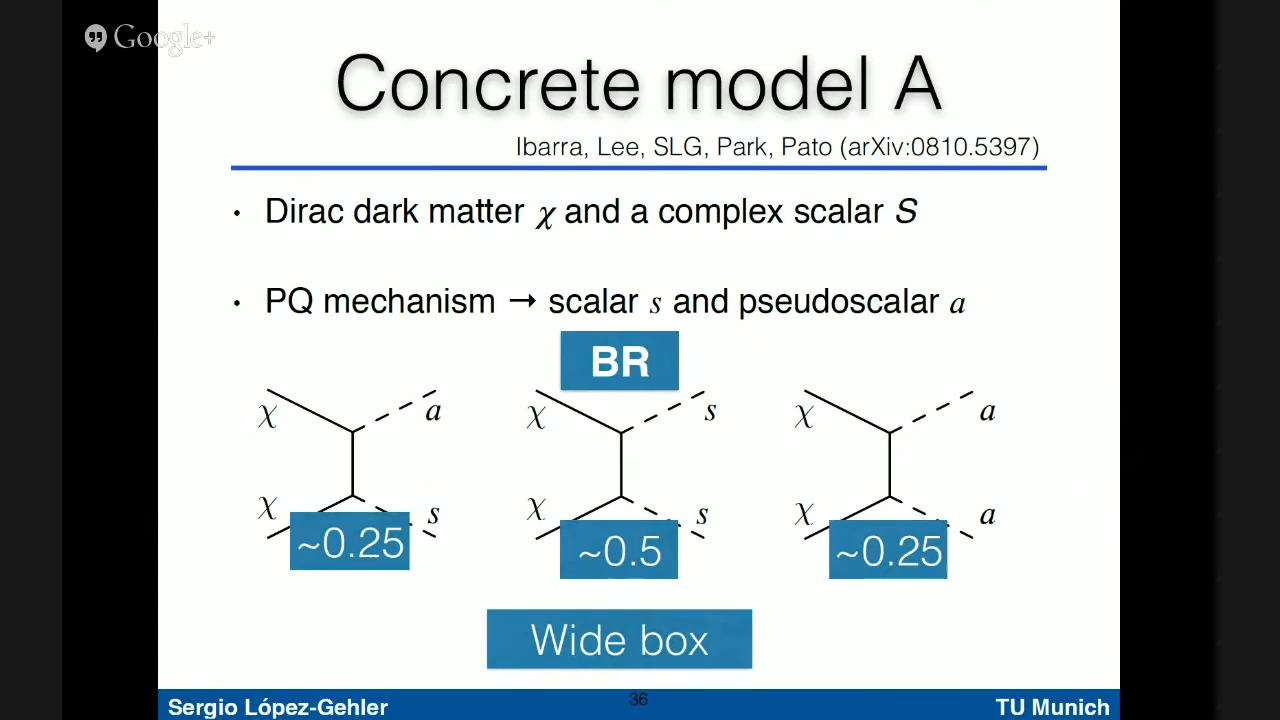 Google+
Concrete model A
Ibarra, Lee, SLG, Park, Pato (arXiv:0810.5397)
• Dirac dark matter χ and a complex scalar S
• PQ mechanism → scalar s and pseudoscalar a
BR
χ a χ s χ a
χ s χ s χ a
~0.25 ~0.5 ~0.25
Wide box
Sergio López-Gehler 36 TU Munich